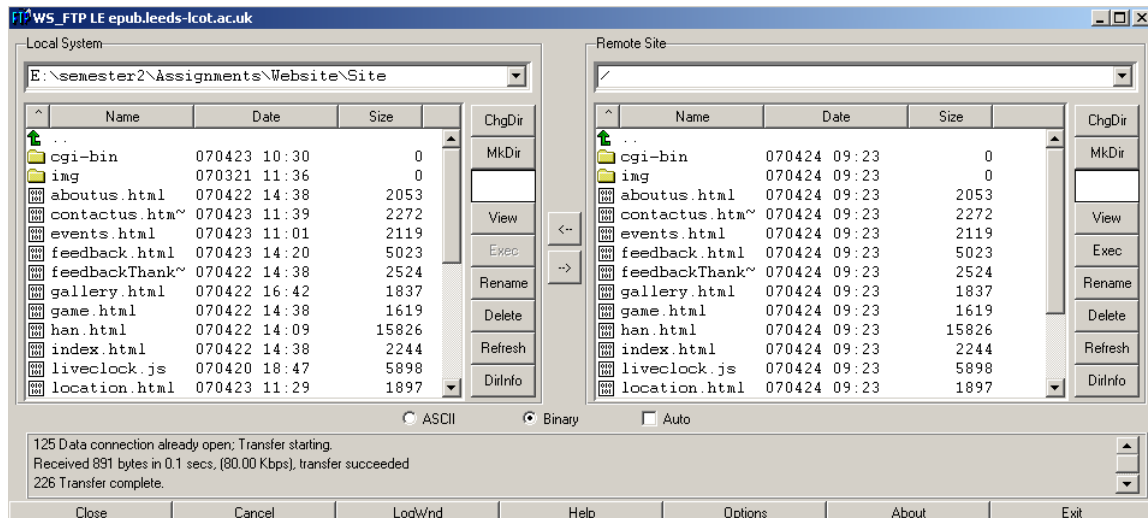 WS_FTP LE epub.leeds-lcot.ac.uk
Local System
E:\semester2\Assignments\Website\Site
^ Name Date Size
..
cgi-bin 070423 10:30 0
img 070321 11:36 0
aboutus.html 070422 14:38 2053
contactus.htm~ 070423 11:39 2272
events.html 070423 11:01 2119
feedback.html 070423 14:20 5023
feedbackThank~ 070422 14:38 2524
gallery.html 070422 16:42 1837
game.html 070422 14:38 1619
han.html 070422 14:09 15826
index.html 070422 14:38 2244
liveclock.js 070420 18:47 5898
location.html 070423 11:29 1897
ChgDir
MkDir
View
Exec
Rename
Delete
Refresh
DirInfo
<--
-->
Remote Site
/
^ Name Date Size
..
cgi-bin 070424 09:23 0
img 070424 09:23 0
aboutus.html 070424 09:23 2053
contactus.htm~ 070424 09:23 2272
events.html 070424 09:23 2119
feedback.html 070424 09:23 5023
feedbackThank~ 070424 09:23 2524
gallery.html 070424 09:23 1837
game.html 070424 09:23 1619
han.html 070424 09:23 15826
index.html 070424 09:23 2244
liveclock.js 070424 09:23 5898
location.html 070424 09:23 1897
ChgDir
MkDir
View
Exec
Rename
Delete
Refresh
DirInfo
ASCII Binary Auto
125 Data connection already open; Transfer starting.
Received 891 bytes in 0.1 secs, (80.00 Kbps), transfer succeeded
226 Transfer complete.
Close Cancel LogWnd Help Options About Exit